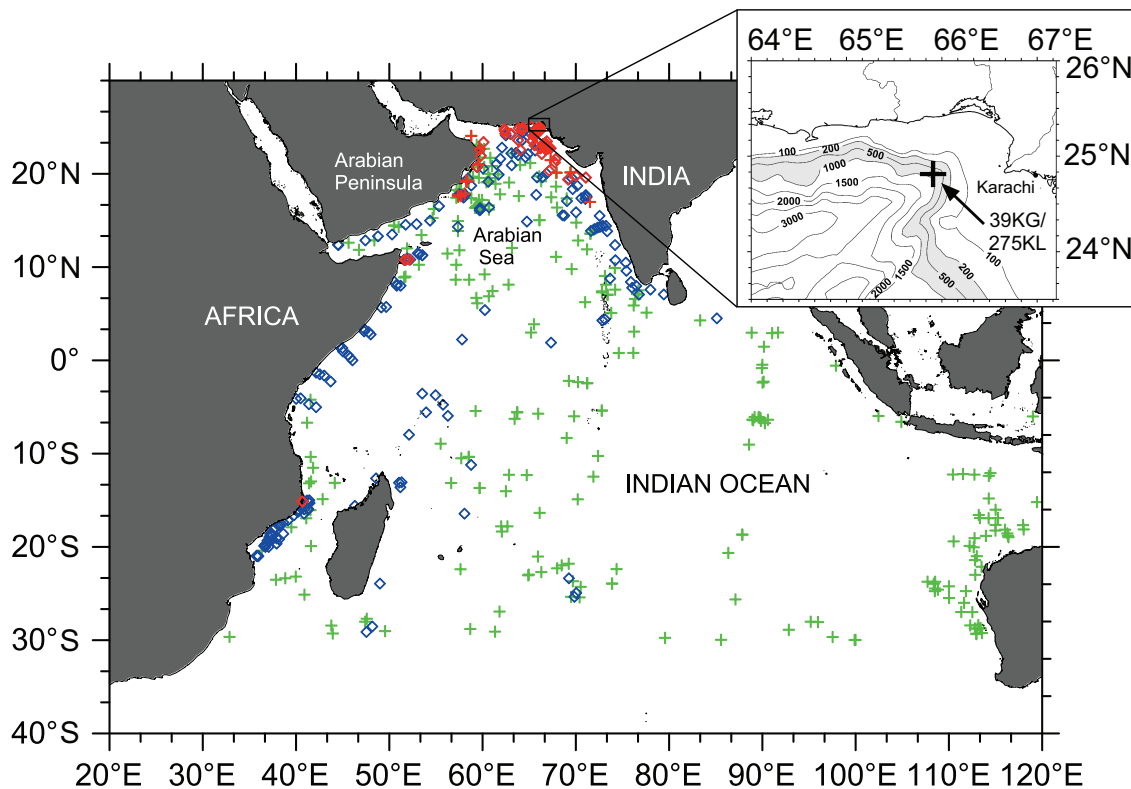 64°E 65°E 66°E 67°E
26°N
25°N
24°N
100
200
500
1000
1500
2000
3000
Karachi
39KG/
275KL
100
200
500
1500
2000
20°N
10°N
0°
10°S
20°S
30°S
40°S
Arabian
Peninsula
INDIA
Arabian
Sea
AFRICA
INDIAN OCEAN
20°E 30°E 40°E 50°E 60°E 70°E 80°E 90°E 100°E 110°E 120°E